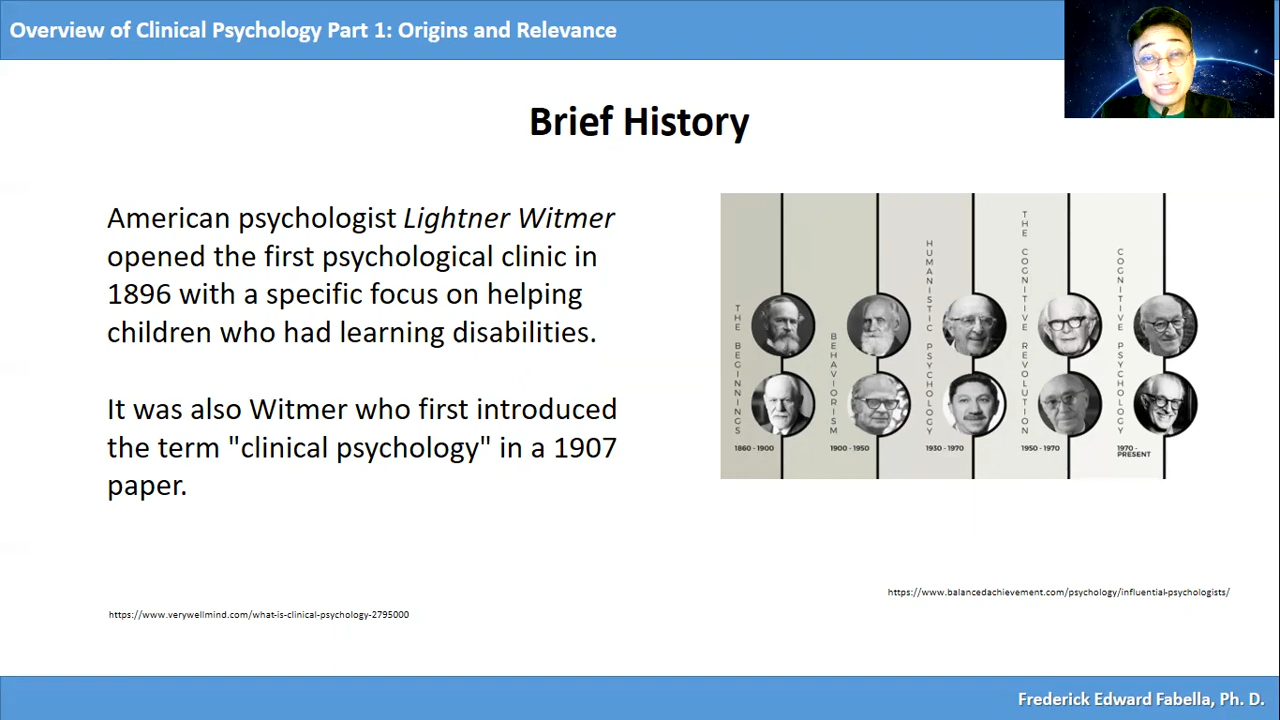 Overview of Clinical Psychology Part 1: Origins and Relevance
Brief History
American psychologist Lightner Witmer
opened the first psychological clinic in
1896 with a specific focus on helping
children who had learning disabilities.
It was also Witmer who first introduced
the term "clinical psychology" in a 1907
paper.
THE BEGINNINGS
1860 - 1900
BEHAVIORISM
1900 - 1950
HUMANISTIC PSYCHOLOGY
1930 - 1970
THE COGNITIVE REVOLUTION
1950 - 1970
COGNITIVE PSYCHOLOGY
1970 -
PRESENT
https://www.balancedachievement.com/psychology/influential-psychologists/
https://www.verywellmind.com/what-is-clinical-psychology-2795000
Frederick Edward Fabella, Ph. D.